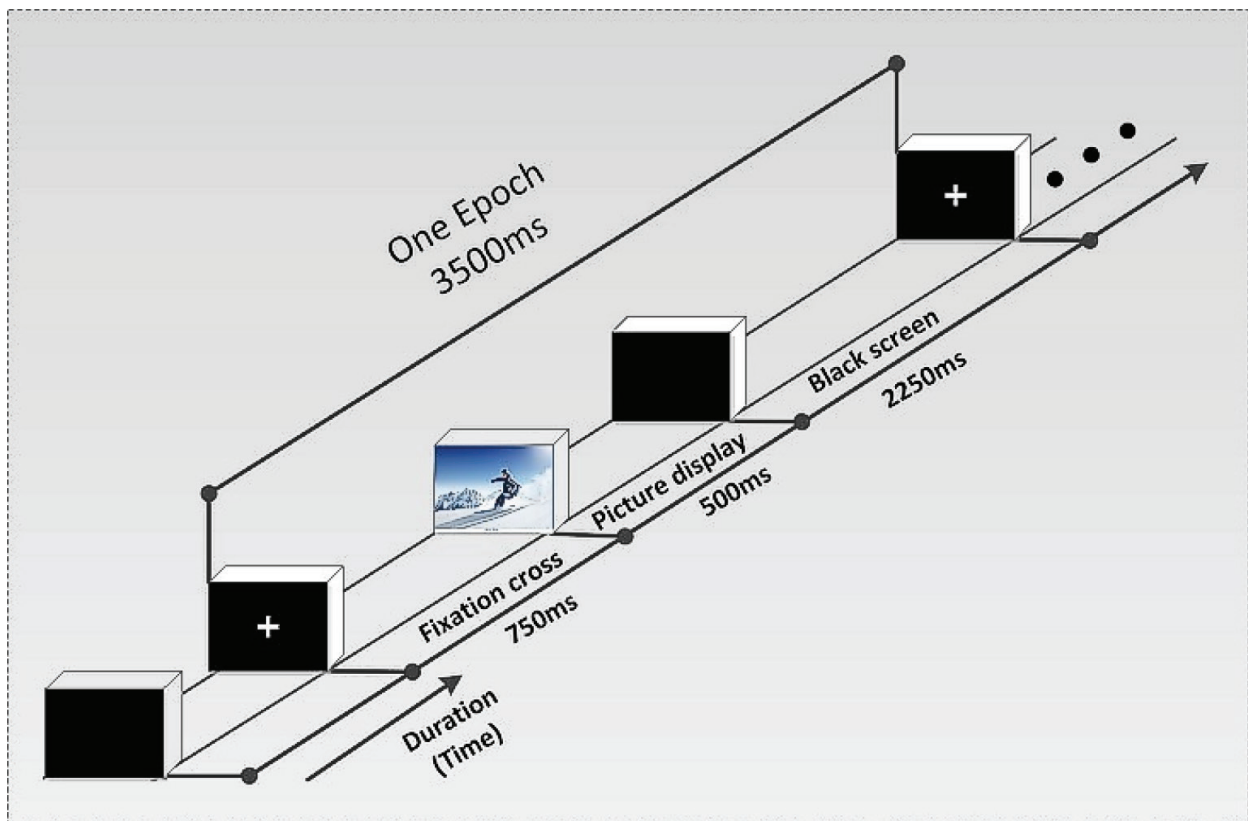 One Epoch
3500ms
Black screen
2250ms
Picture display
500ms
Fixation cross
750ms
Duration
(Time)